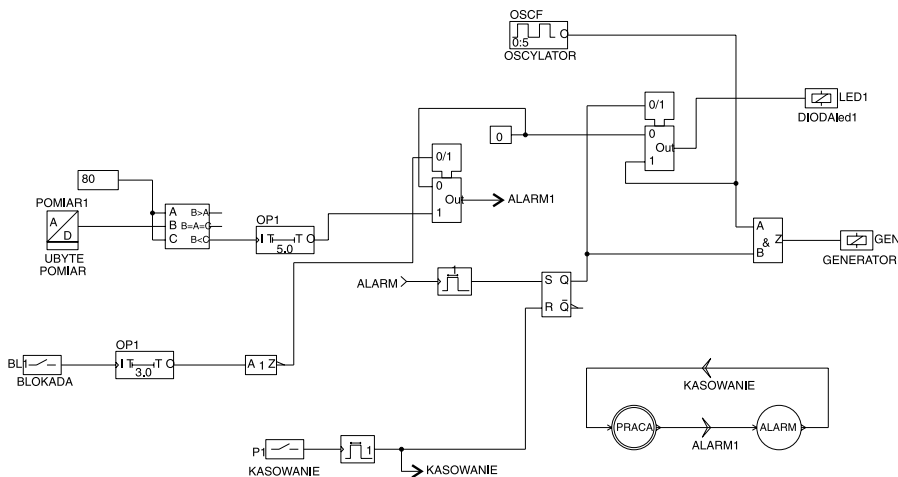 OSCF
0:5
O
OSCYLATOR
0/1
0
Out
1
LED1
DIODAled1
0
0/1
0
Out
1
ALARM1
80
POMIAR1
A
D
UBYTE
POMIAR
A B>A
B B=A=C
C B<C
OP1
I T T O
5.0
A
&
B
Z
GEN
GENERATOR
ALARM
1
S Q
R Q̅
BL1
BLOKADA
OP1
I T T O
3.0
A 1 Z
P1
KASOWANIE
1
KASOWANIE
KASOWANIE
PRACA
ALARM1
ALARM